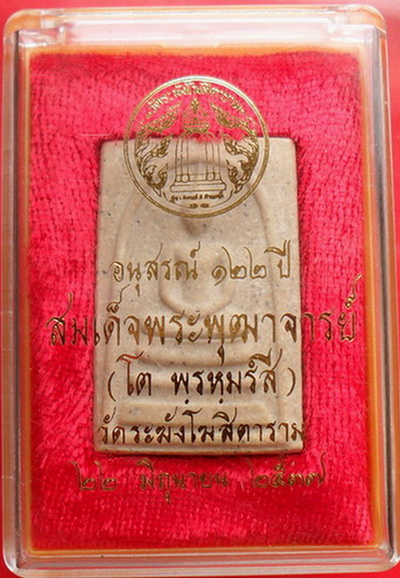 อนุสรณ์ ๑๒๒ ปี
สมเด็จพระพุฒาจารย์
(โต พรหมรํสี)
วัดระฆังโฆสิตาราม
๒๒ มิถุนายน ๒๕๓๗